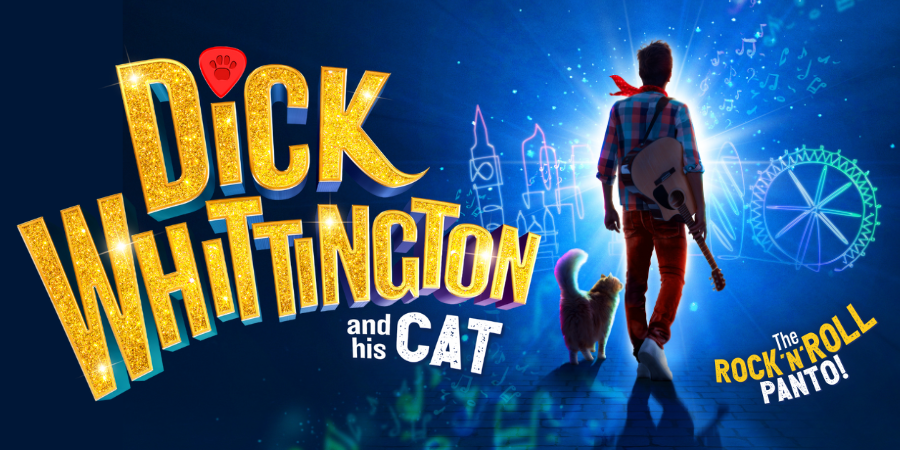 DiCK
WHiTTiNGTON
and
his CAT
The
ROCK 'N' ROLL
PANTO!